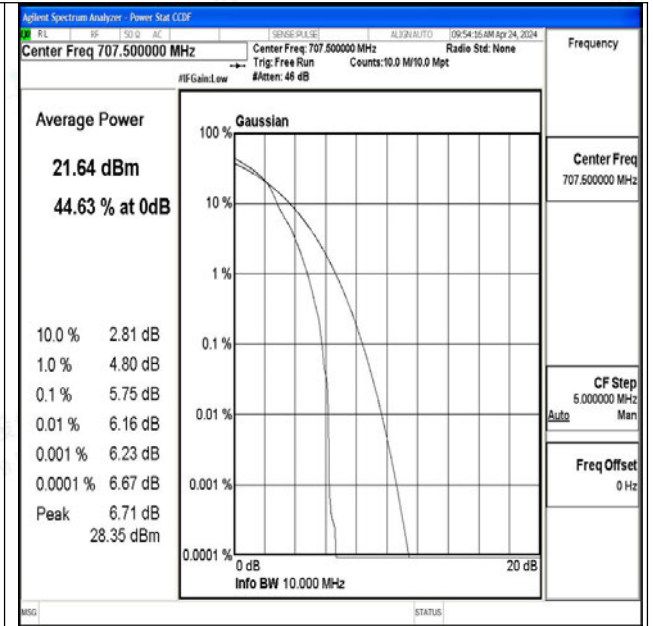 Agilent Spectrum Analyzer - Power Stat CCDF
RL RF 50 Ω AC SENSE:PULSE ALIGN AUTO 09:54:16 AM Apr 24, 2024
Center Freq 707.500000 MHz
Center Freq: 707.500000 MHz Radio Std: None
Trig: Free Run Counts:10.0 M/10.0 Mpt
#IFGain:Low #Atten: 46 dB
Frequency
Average Power
21.64 dBm
44.63 % at 0dB
10.0 % 2.81 dB
1.0 % 4.80 dB
0.1 % 5.75 dB
0.01 % 6.16 dB
0.001 % 6.23 dB
0.0001 % 6.67 dB
Peak 6.71 dB
28.35 dBm
Gaussian
100 %
10 %
1 %
0.1 %
0.01 %
0.001 %
0.0001 %
0 dB 20 dB
Info BW 10.000 MHz
Center Freq
707.500000 MHz
CF Step
5.000000 MHz
Auto Man
Freq Offset
0 Hz
MSG STATUS